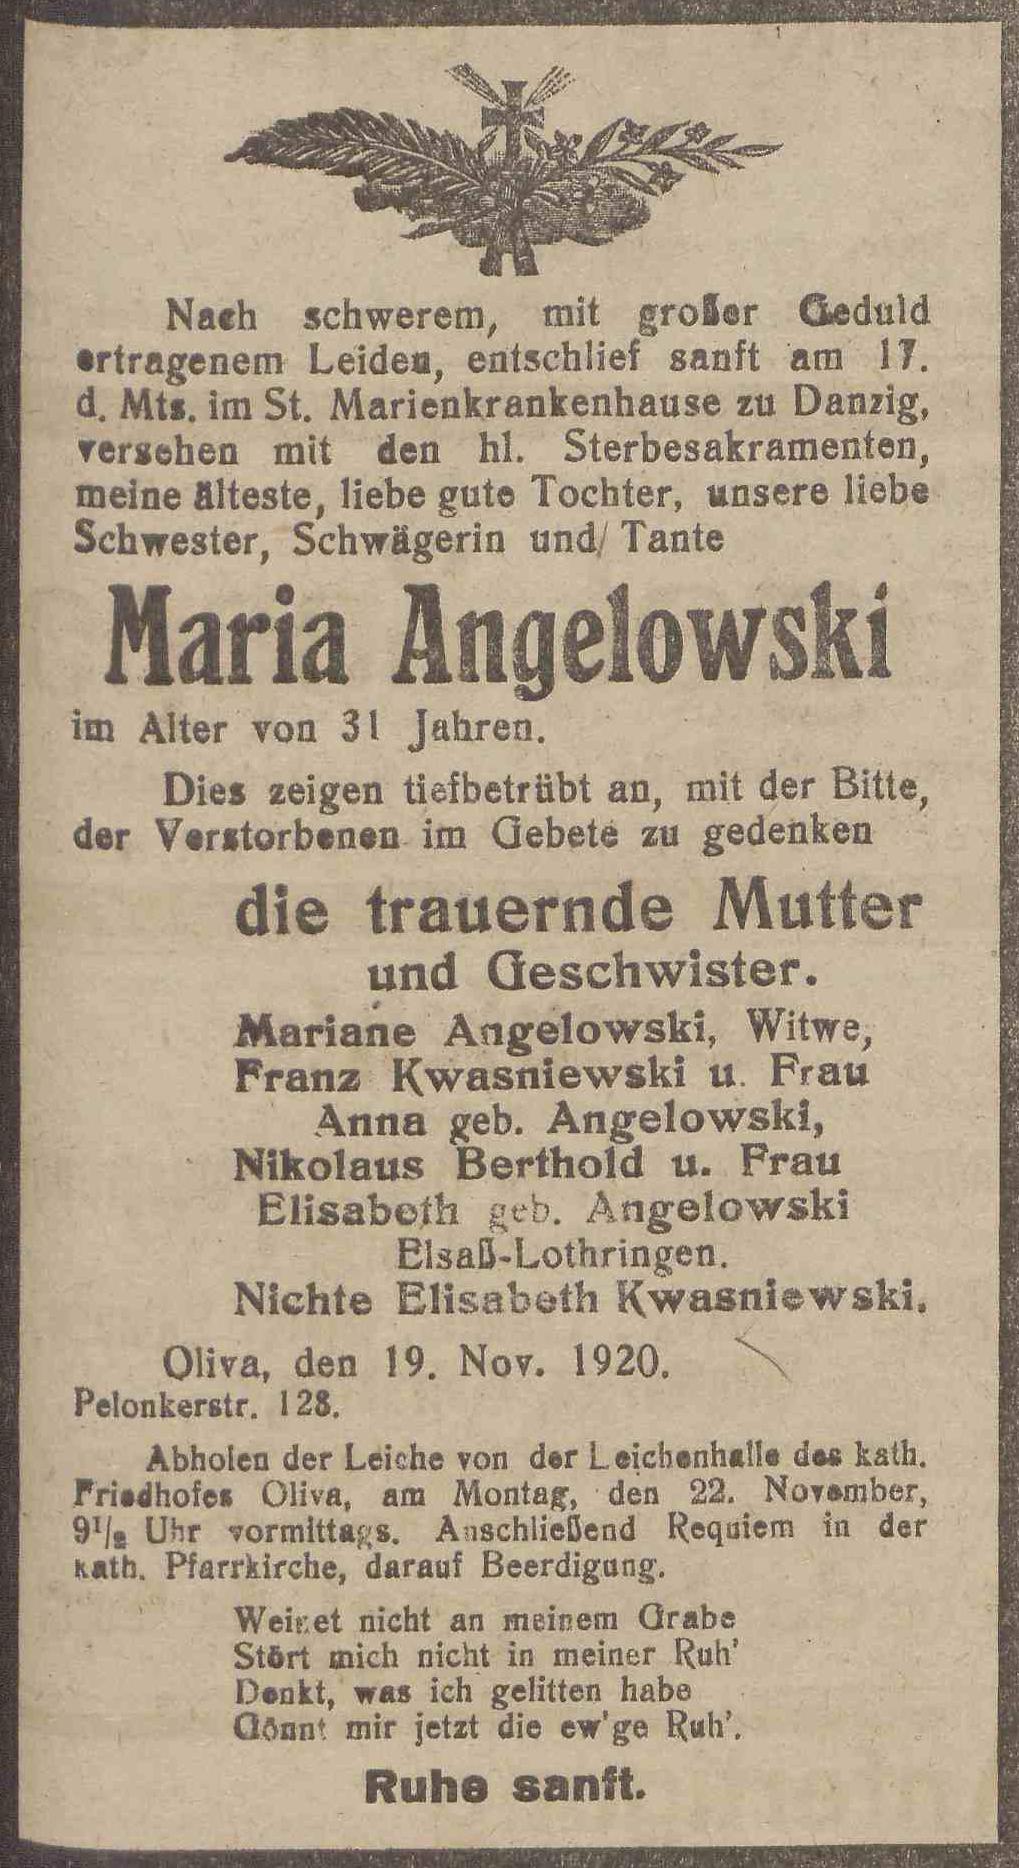 Nach schwerem, mit großer Geduld
ertragenem Leiden, entschlief sanft am 17.
d. Mts. im St. Marienkrankenhause zu Danzig,
versehen mit den hl. Sterbesakramenten,
meine älteste, liebe gute Tochter, unsere liebe
Schwester, Schwägerin und Tante
Maria Angelowski
im Alter von 31 Jahren.
Dies zeigen tiefbetrübt an, mit der Bitte,
der Verstorbenen im Gebete zu gedenken
die trauernde Mutter
und Geschwister.
Mariane Angelowski, Witwe,
Franz Kwasniewski u. Frau
Anna geb. Angelowski,
Nikolaus Berthold u. Frau
Elisabeth geb. Angelowski
Elsaß-Lothringen.
Nichte Elisabeth Kwasniewski.
Oliva, den 19. Nov. 1920.
Pelonkerstr. 128.
Abholen der Leiche von der Leichenhalle des kath.
Friedhofes Oliva, am Montag, den 22. November,
9 1/2 Uhr vormittags. Anschließend Requiem in der
kath. Pfarrkirche, darauf Beerdigung.
Weinet nicht an meinem Grabe
Stört mich nicht in meiner Ruh'
Denkt, was ich gelitten habe
Gönnt mir jetzt die ew'ge Ruh'.
Ruhe sanft.